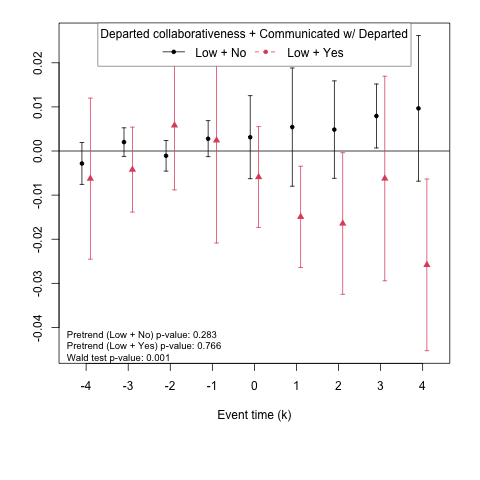 Departed collaborativeness + Communicated w/ Departed
Low + No Low + Yes
0.02
0.01
0.00
-0.01
-0.02
-0.03
-0.04
Pretrend (Low + No) p-value: 0.283
Pretrend (Low + Yes) p-value: 0.766
Wald test p-value: 0.001
-4 -3 -2 -1 0 1 2 3 4
Event time (k)